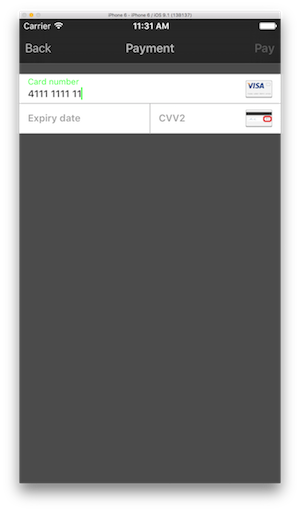 iPhone 6 - iPhone 6 / iOS 9.1 (13B137)
Carrier 11:31 AM
Back Payment Pay
Card number
4111 1111 11 VISA
Expiry date CVV2